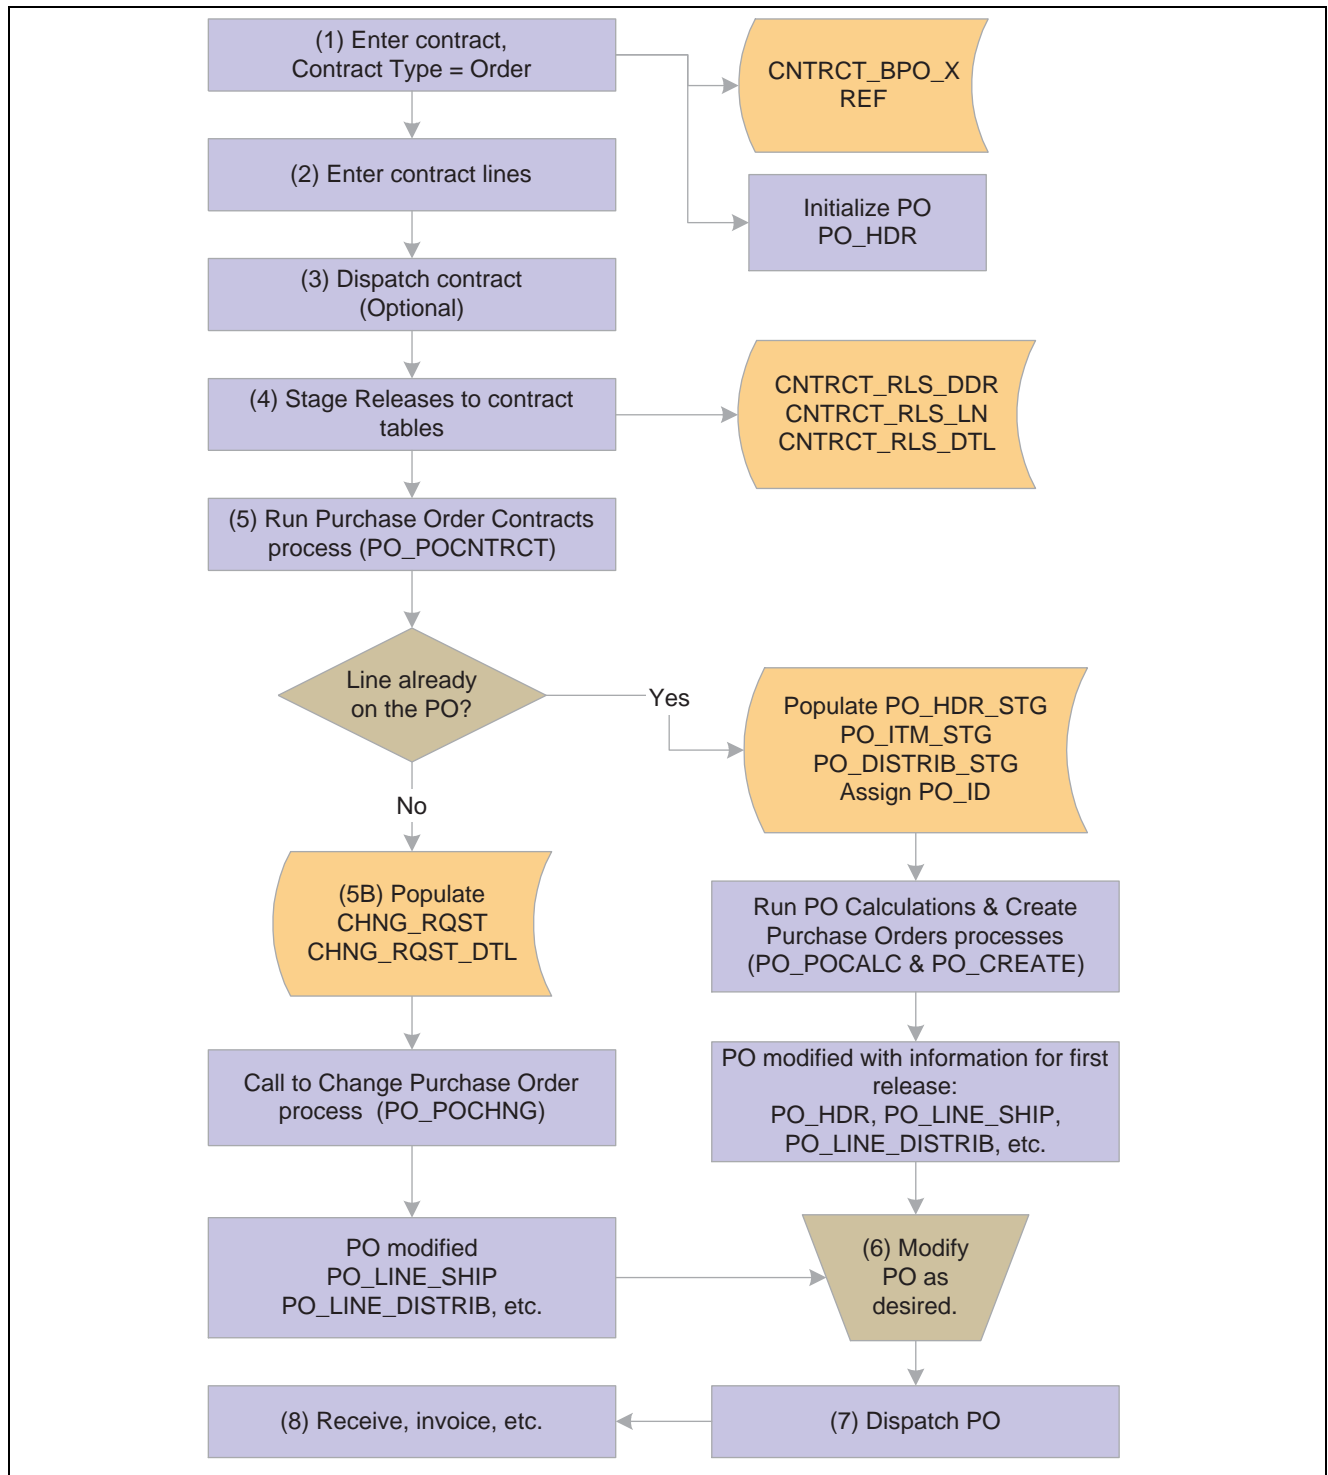 (1) Enter contract,
Contract Type = Order
CNTRCT_BPO_X
REF
(2) Enter contract lines
Initialize PO
PO_HDR
(3) Dispatch contract
(Optional)
(4) Stage Releases to contract
tables
CNTRCT_RLS_DDR
CNTRCT_RLS_LN
CNTRCT_RLS_DTL
(5) Run Purchase Order Contracts
process (PO_POCNTRCT)
Line already
on the PO?
Yes
No
Populate PO_HDR_STG
PO_ITM_STG
PO_DISTRIB_STG
Assign PO_ID
(5B) Populate
CHNG_RQST
CHNG_RQST_DTL
Run PO Calculations & Create
Purchase Orders processes
(PO_POCALC & PO_CREATE)
Call to Change Purchase Order
process  (PO_POCHNG)
PO modified with information for first
release:
PO_HDR, PO_LINE_SHIP,
PO_LINE_DISTRIB, etc.
PO modified
PO_LINE_SHIP
PO_LINE_DISTRIB, etc.
(6) Modify
PO as
desired.
(8) Receive, invoice, etc.
(7) Dispatch PO